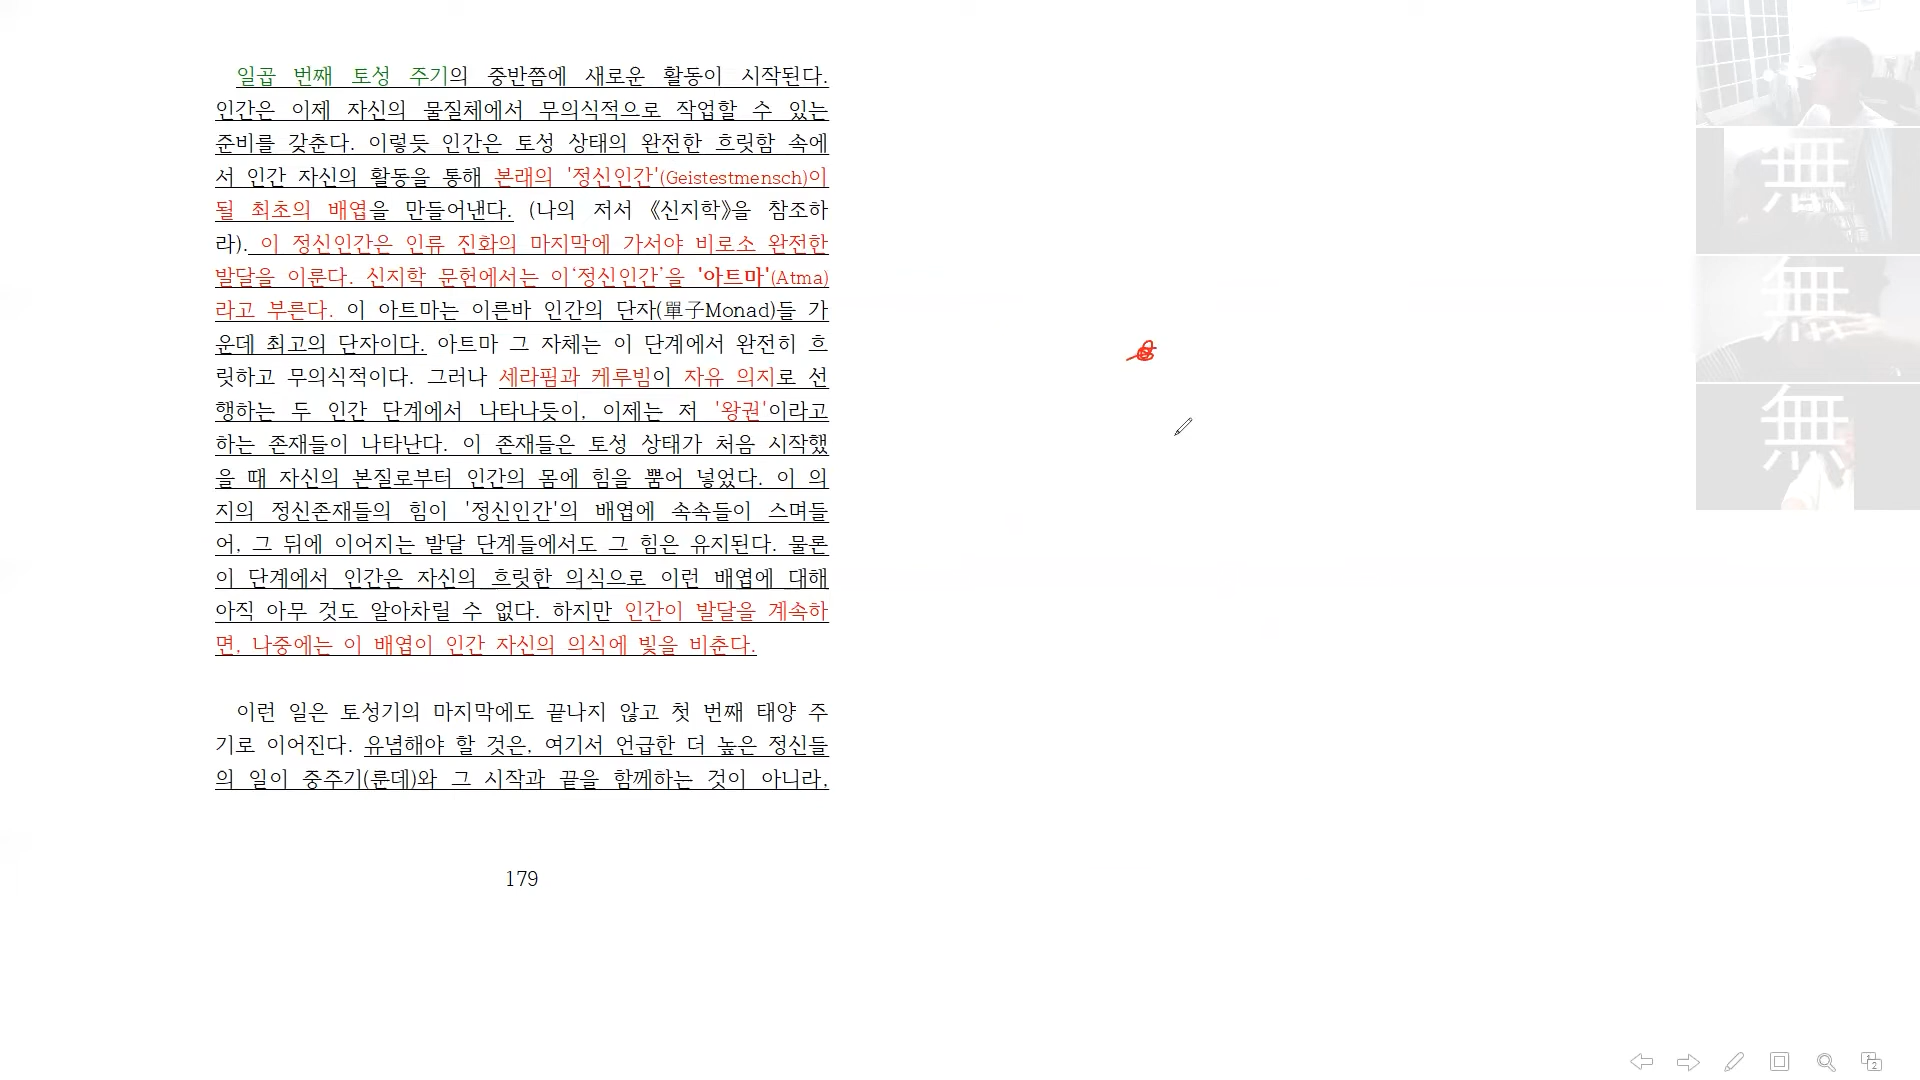 일곱 번째 토성 주기의 중반쯤에 새로운 활동이 시작된다.
인간은 이제 자신의 물질체에서 무의식적으로 작업할 수 있는
준비를 갖춘다. 이렇듯 인간은 토성 상태의 완전한 흐릿함 속에
서 인간 자신의 활동을 통해 본래의 '정신인간'(Geistestmensch)이
될 최초의 배엽을 만들어낸다. (나의 저서 《신지학》을 참조하
라). 이 정신인간은 인류 진화의 마지막에 가서야 비로소 완전한
발달을 이룬다. 신지학 문헌에서는 이‘정신인간’을 '아트마'(Atma)
라고 부른다. 이 아트마는 이른바 인간의 단자(單子Monad)들 가
운데 최고의 단자이다. 아트마 그 자체는 이 단계에서 완전히 흐
릿하고 무의식적이다. 그러나 세라핌과 케루빔이 자유 의지로 선
행하는 두 인간 단계에서 나타나듯이, 이제는 저 '왕권'이라고
하는 존재들이 나타난다. 이 존재들은 토성 상태가 처음 시작했
을 때 자신의 본질로부터 인간의 몸에 힘을 뿜어 넣었다. 이 의
지의 정신존재들의 힘이 '정신인간'의 배엽에 속속들이 스며들
어, 그 뒤에 이어지는 발달 단계들에서도 그 힘은 유지된다. 물론
이 단계에서 인간은 자신의 흐릿한 의식으로 이런 배엽에 대해
아직 아무 것도 알아차릴 수 없다. 하지만 인간이 발달을 계속하
면, 나중에는 이 배엽이 인간 자신의 의식에 빛을 비춘다.
이런 일은 토성기의 마지막에도 끝나지 않고 첫 번째 태양 주
기로 이어진다. 유념해야 할 것은, 여기서 언급한 더 높은 정신들
의 일이 중주기(룬데)와 그 시작과 끝을 함께하는 것이 아니라,
179
無
無
無